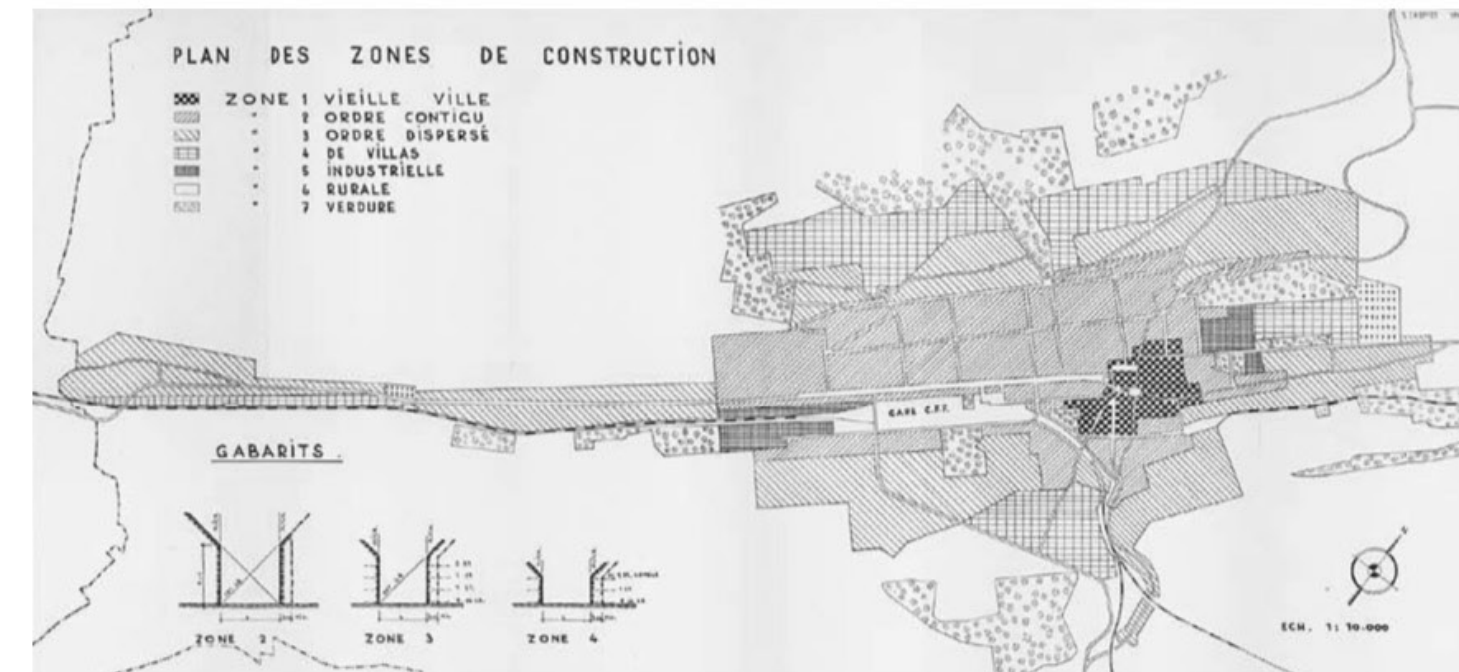 PLAN DES ZONES DE CONSTRUCTION
ZONE 1 VIEILLE VILLE
" 2 ORDRE CONTIGU
" 3 ORDRE DISPERSÉ
" 4 DE VILLAS
" 5 INDUSTRIELLE
" 6 RURALE
" 7 VERDURE
GARE C.F.F.
GABARITS.
ZONE 2
ZONE 3
ZONE 4
ECH. 1:10.000